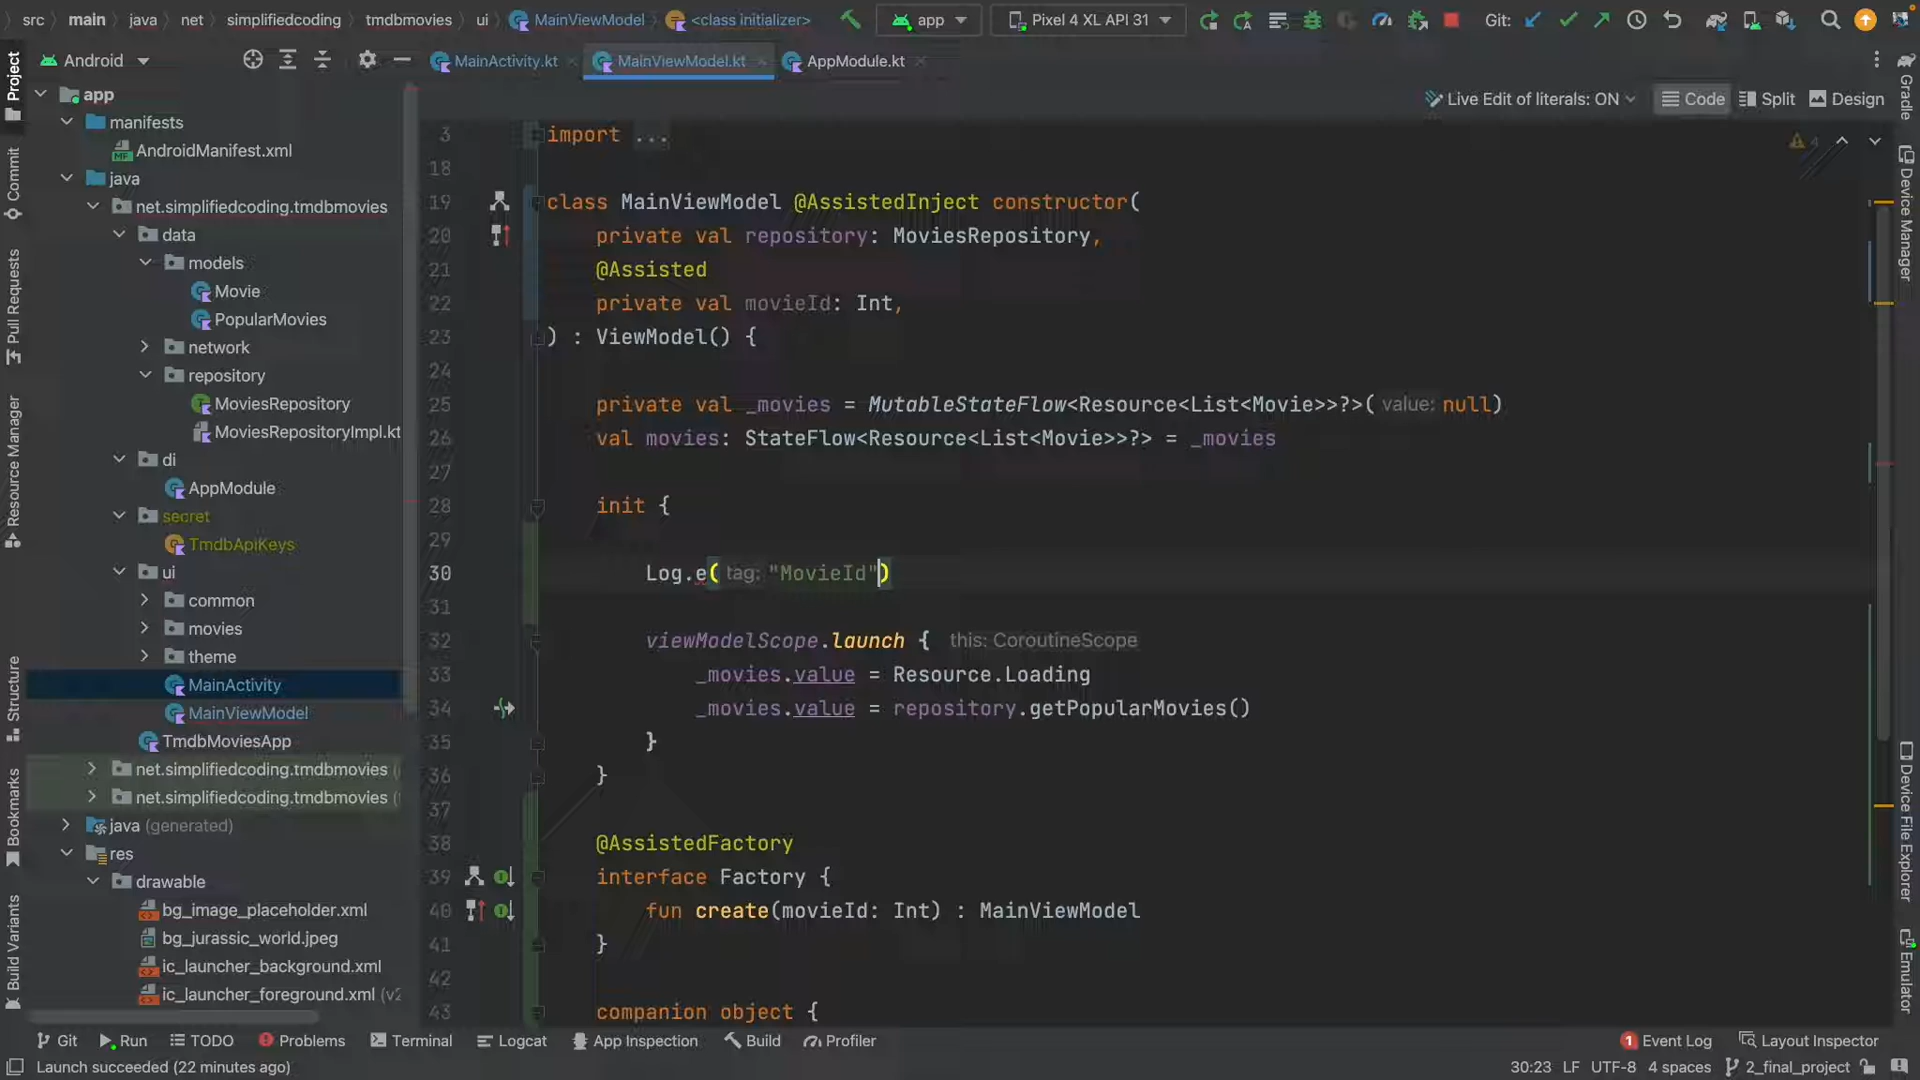 src main java net simplifiedcoding tmdbmovies ui MainViewModel <class initializer> app Pixel 4 XL API 31 Git:
Android MainActivity.kt MainViewModel.kt AppModule.kt
Live Edit of literals: ON Code Split Design
Project
Commit
Pull Requests
Resource Manager
Structure
Bookmarks
Build Variants
app
manifests
AndroidManifest.xml
java
net.simplifiedcoding.tmdbmovies
data
models
Movie
PopularMovies
network
repository
MoviesRepository
MoviesRepositoryImpl.kt
di
AppModule
secret
TmdbApiKeys
ui
common
movies
theme
MainActivity
MainViewModel
TmdbMoviesApp
net.simplifiedcoding.tmdbmovies (
net.simplifiedcoding.tmdbmovies (
java (generated)
res
drawable
bg_image_placeholder.xml
bg_jurassic_world.jpeg
ic_launcher_background.xml
ic_launcher_foreground.xml (v2
3 import ...
18
19 class MainViewModel @AssistedInject constructor(
20 private val repository: MoviesRepository,
21 @Assisted
22 private val movieId: Int,
23 ) : ViewModel() {
24
25 private val _movies = MutableStateFlow<Resource<List<Movie>>?>( value: null)
26 val movies: StateFlow<Resource<List<Movie>>?> = _movies
27
28 init {
29
30 Log.e( tag: "MovieId")
31
32 viewModelScope.launch { this: CoroutineScope
33 _movies.value = Resource.Loading
34 _movies.value = repository.getPopularMovies()
35 }
36 }
37
38 @AssistedFactory
39 interface Factory {
40 fun create(movieId: Int) : MainViewModel
41 }
42
43 companion object {
4
Gradle
Device Manager
Device File Explorer
Emulator
Git Run TODO Problems Terminal Logcat App Inspection Build Profiler 1 Event Log Layout Inspector
Launch succeeded (22 minutes ago) 30:23 LF UTF-8 4 spaces 2_final_project